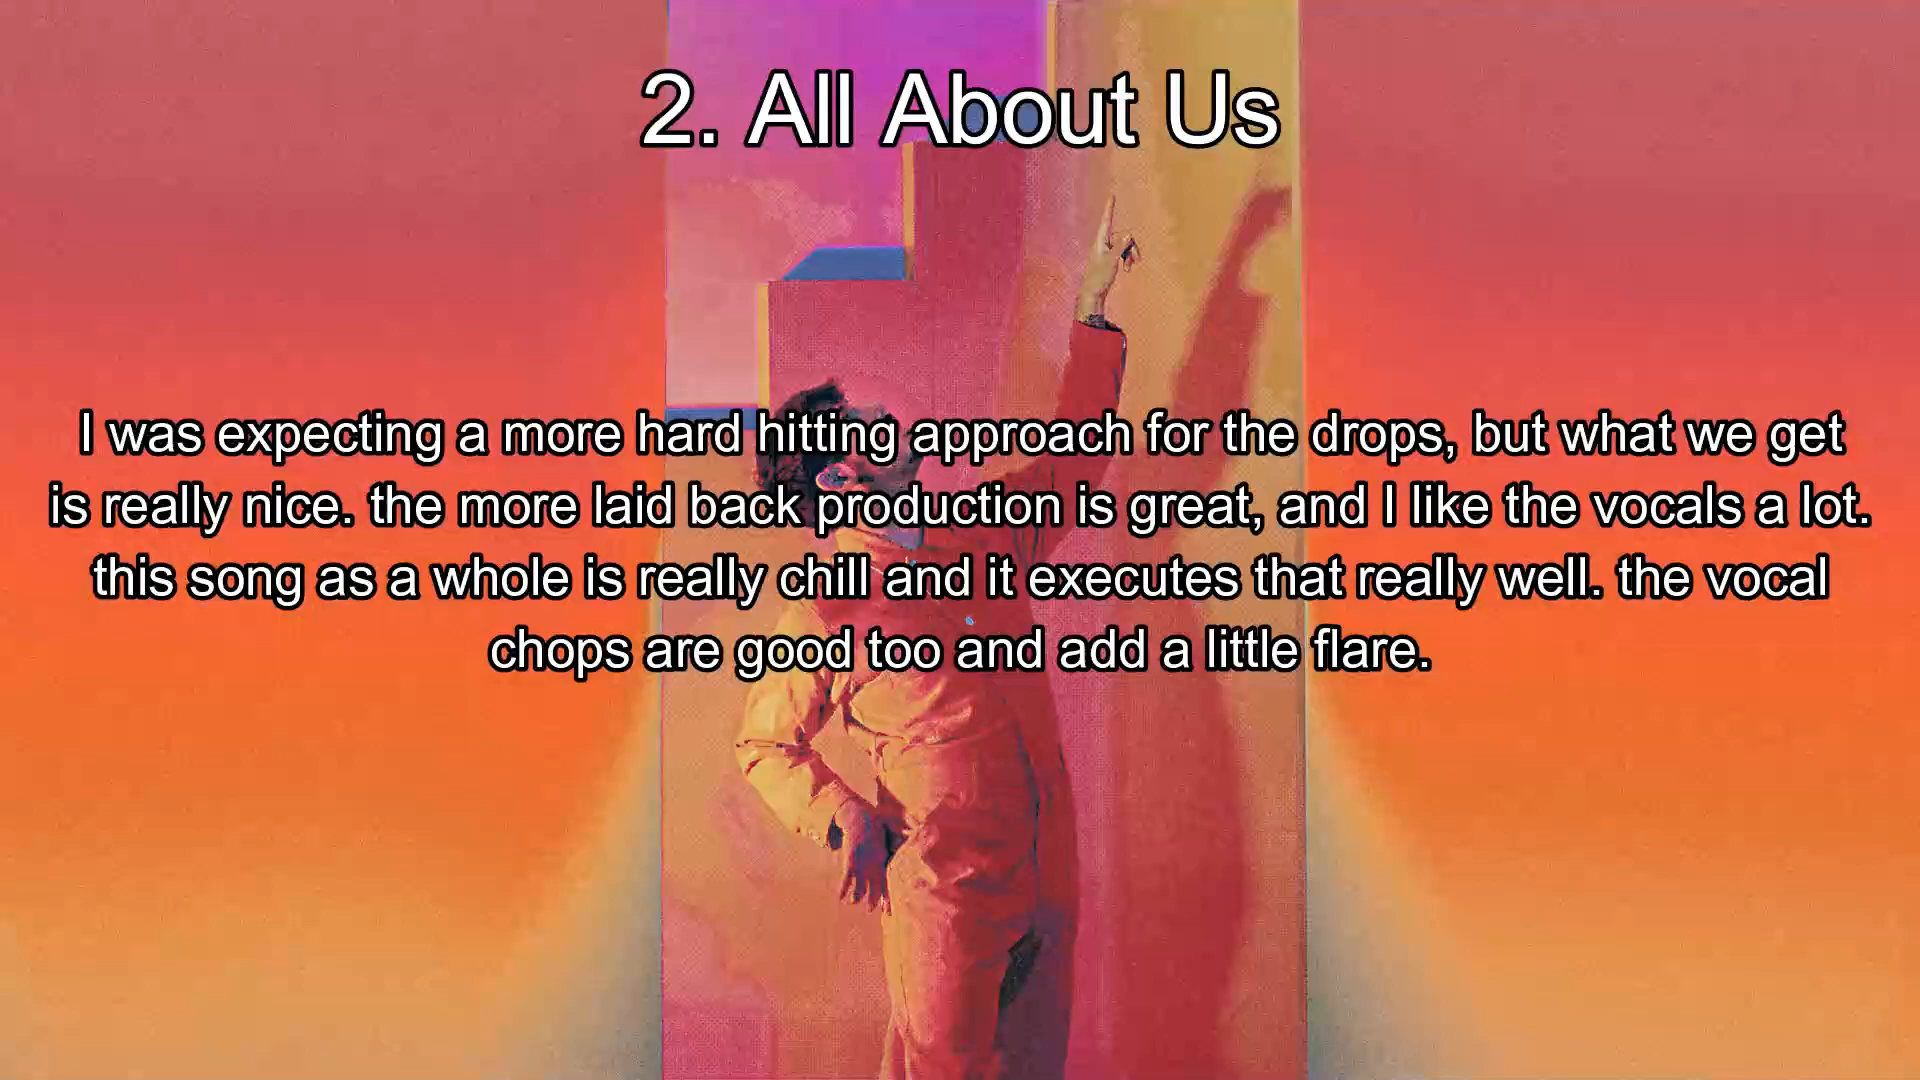 2. All About Us
I was expecting a more hard hitting approach for the drops, but what we get
is really nice. the more laid back production is great, and I like the vocals a lot.
this song as a whole is really chill and it executes that really well. the vocal
chops are good too and add a little flare.